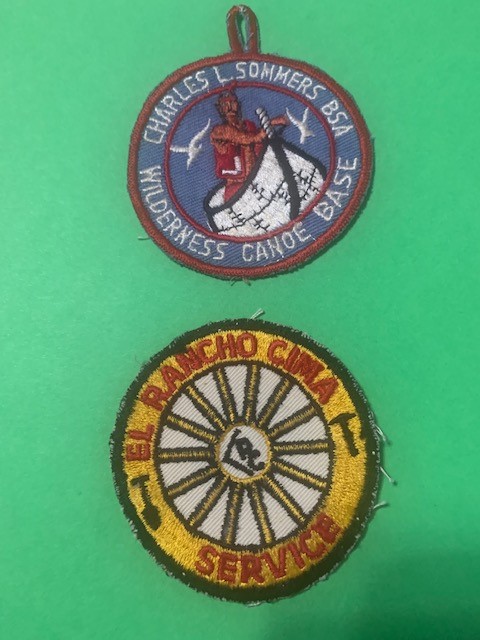 CHARLES L. SOMMERS BSA
WILDERNESS CANOE BASE
EL RANCHO CIMA
SERVICE